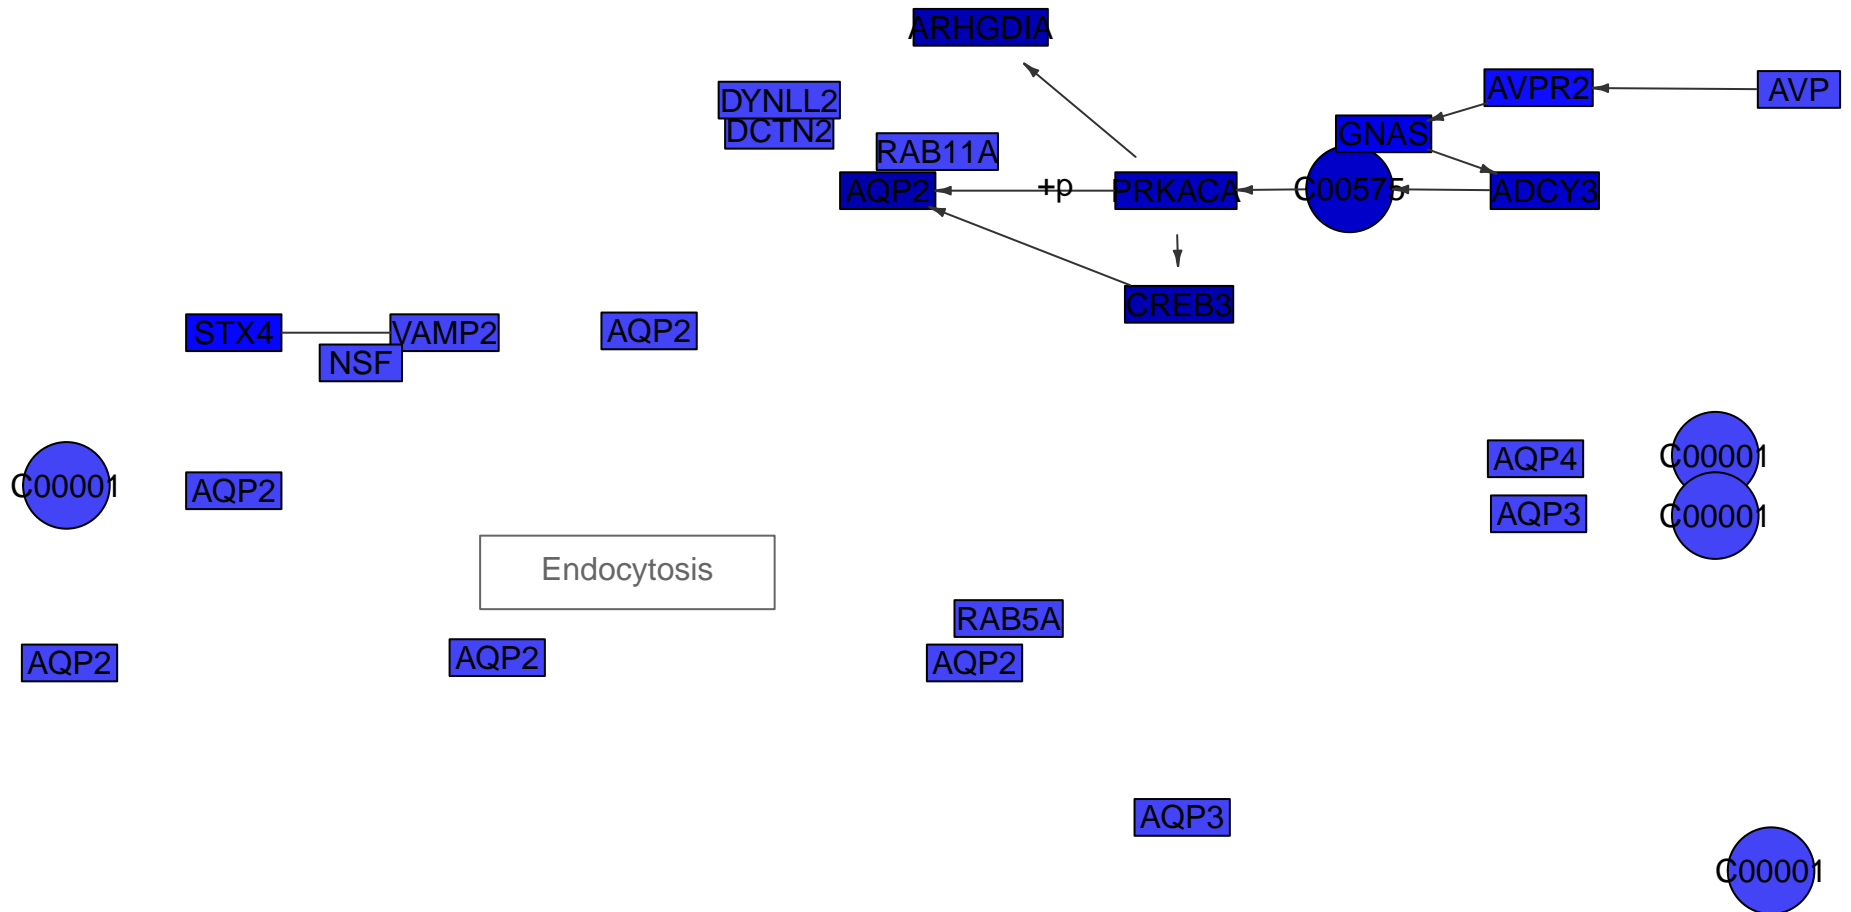 ARHGDIA
DYNLL2
DCTN2
RAB11A
AVPR2
AVP
GNAS
AQP2
+p
PRKACA
C00575
ADCY3
CREB3
STX4
VAMP2
AQP2
NSF
C00001
AQP2
AQP4
C00001
AQP3
C00001
Endocytosis
RAB5A
AQP2
AQP2
AQP2
AQP3
C00001